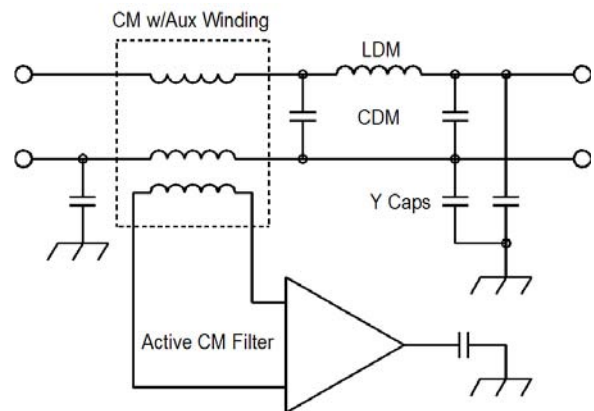 CM w/Aux Winding
LDM
CDM
Y Caps
Active CM Filter